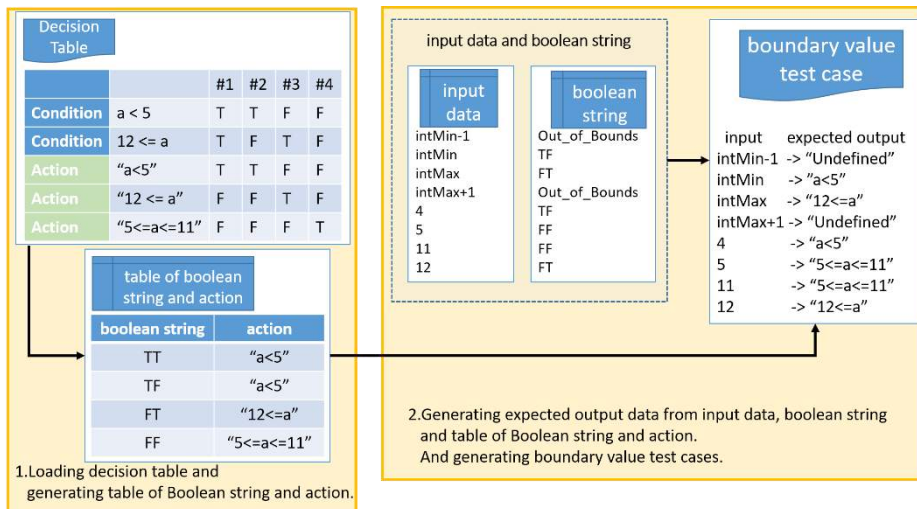 Decision
Table
#1 #2 #3 #4
Condition a < 5 T T F F
Condition 12 <= a T F T F
Action “a<5” T T F F
Action “12 <= a” F F T F
Action “5<=a<=11” F F F T
table of boolean
string and action
boolean string action
TT “a<5”
TF “a<5”
FT “12<=a”
FF “5<=a<=11”
1.Loading decision table and
generating table of Boolean string and action.
input data and boolean string
input
data
intMin-1
intMin
intMax
intMax+1
4
5
11
12
boolean
string
Out_of_Bounds
TF
FT
Out_of_Bounds
TF
FF
FF
FT
boundary value
test case
input expected output
intMin-1 -> “Undefined”
intMin -> “a<5”
intMax -> “12<=a”
intMax+1 -> “Undefined”
4 -> “a<5”
5 -> “5<=a<=11”
11 -> “5<=a<=11”
12 -> “12<=a”
2.Generating expected output data from input data, boolean string
and table of Boolean string and action.
And generating boundary value test cases.